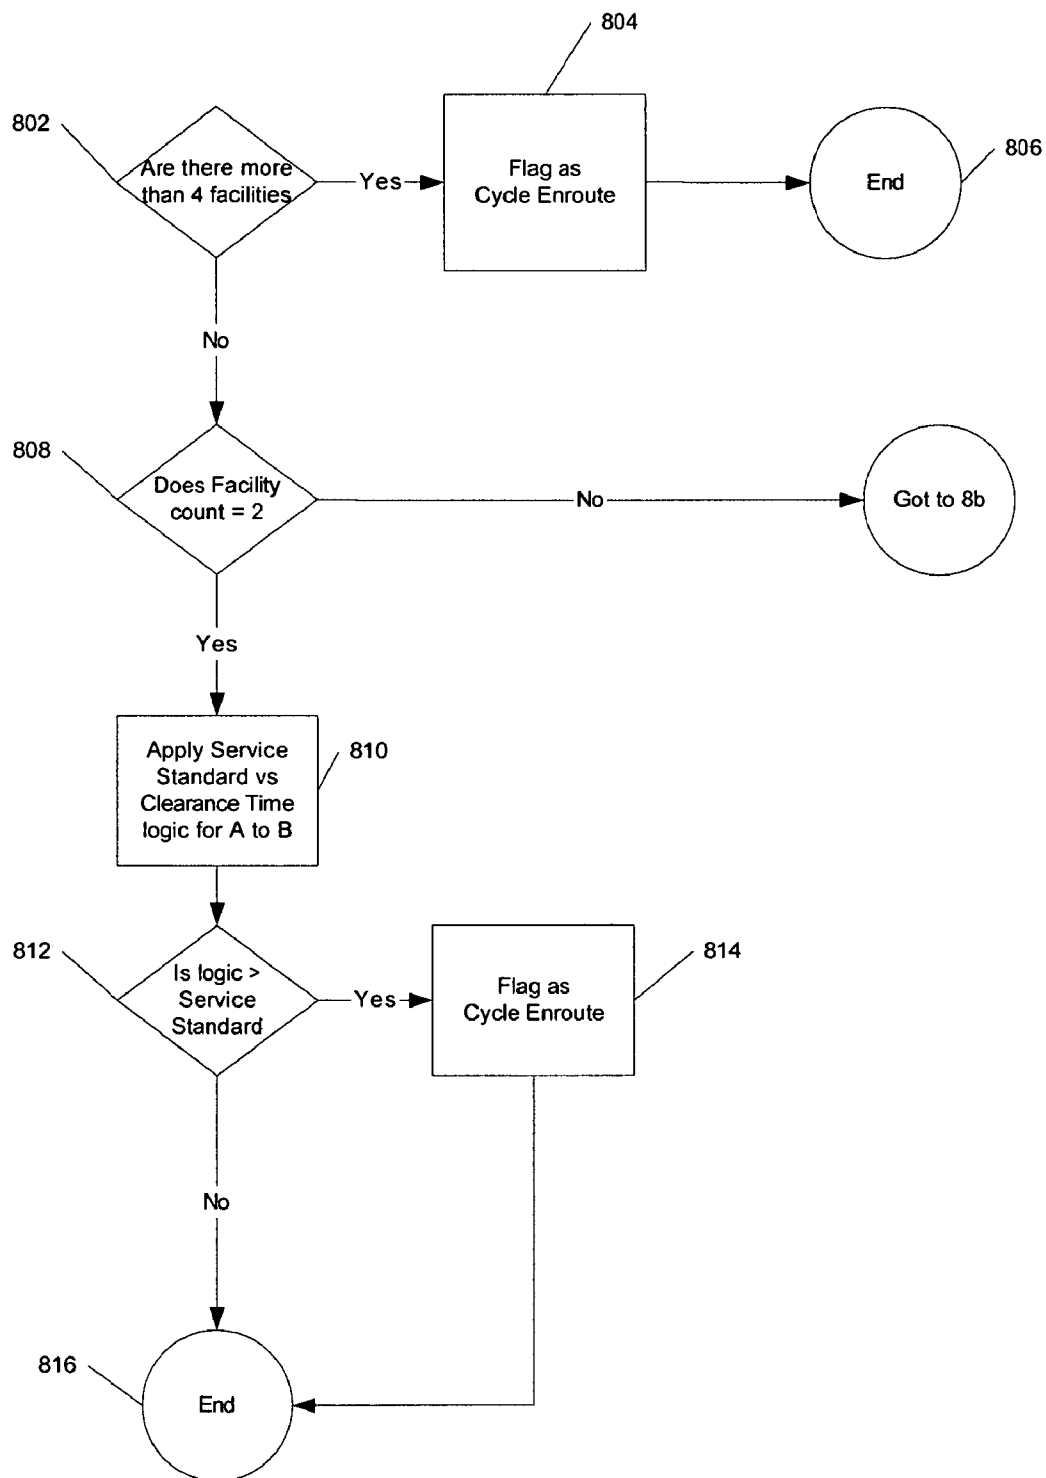 804
802
Are there more
than 4 facilities
Yes
Flag as
Cycle Enroute
End
806
No
808
Does Facility
count = 2
No
Got to 8b
Yes
Apply Service
Standard vs
Clearance Time
logic for A to B
810
812
Is logic >
Service
Standard
Yes
Flag as
Cycle Enroute
814
No
816
End